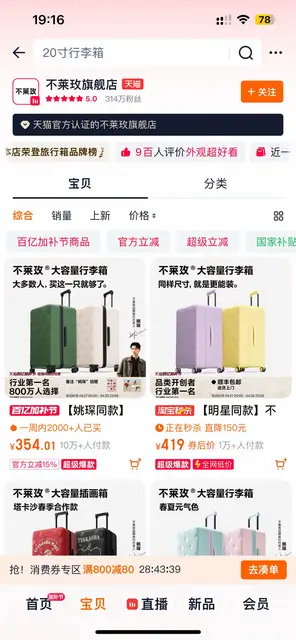 19:16
78
20寸行李箱
不莱玫
不莱玫旗舰店 天猫
5.0 314万粉丝
+ 关注
天猫官方认证的不莱玫旗舰店
本店荣登旅行箱品牌榜
9百人评价外观超好看
近一
宝贝
分类
综合 销量 上新 价格
百亿加补节商品 官方立减 超级立减 国家补贴
不莱玫®大容量行李箱
大多数人,买这一只就够了。
行业第一名
800万人选择
百亿加补节 【姚琛同款】
一周内2000+人已买
¥354.01 10万+人付款
官方立减15% 超级爆款
不莱玫®大容量行李箱
同样尺寸,就是更能装。
品类开创者
行业第一名
顺丰包邮
淘宝秒杀 【明星同款】不
正在秒杀 直降150元
¥419 券后价 1万+人付款
超级爆款 全网低价
不莱玫®大容量插画箱
塔卡沙春季合作款
TSKASHA
不莱玫®大容量行李箱
春夏元气色
抢!消费券专区 满800减80 28:43:39
去凑单
首页 加补节
宝贝
直播
新品
会员